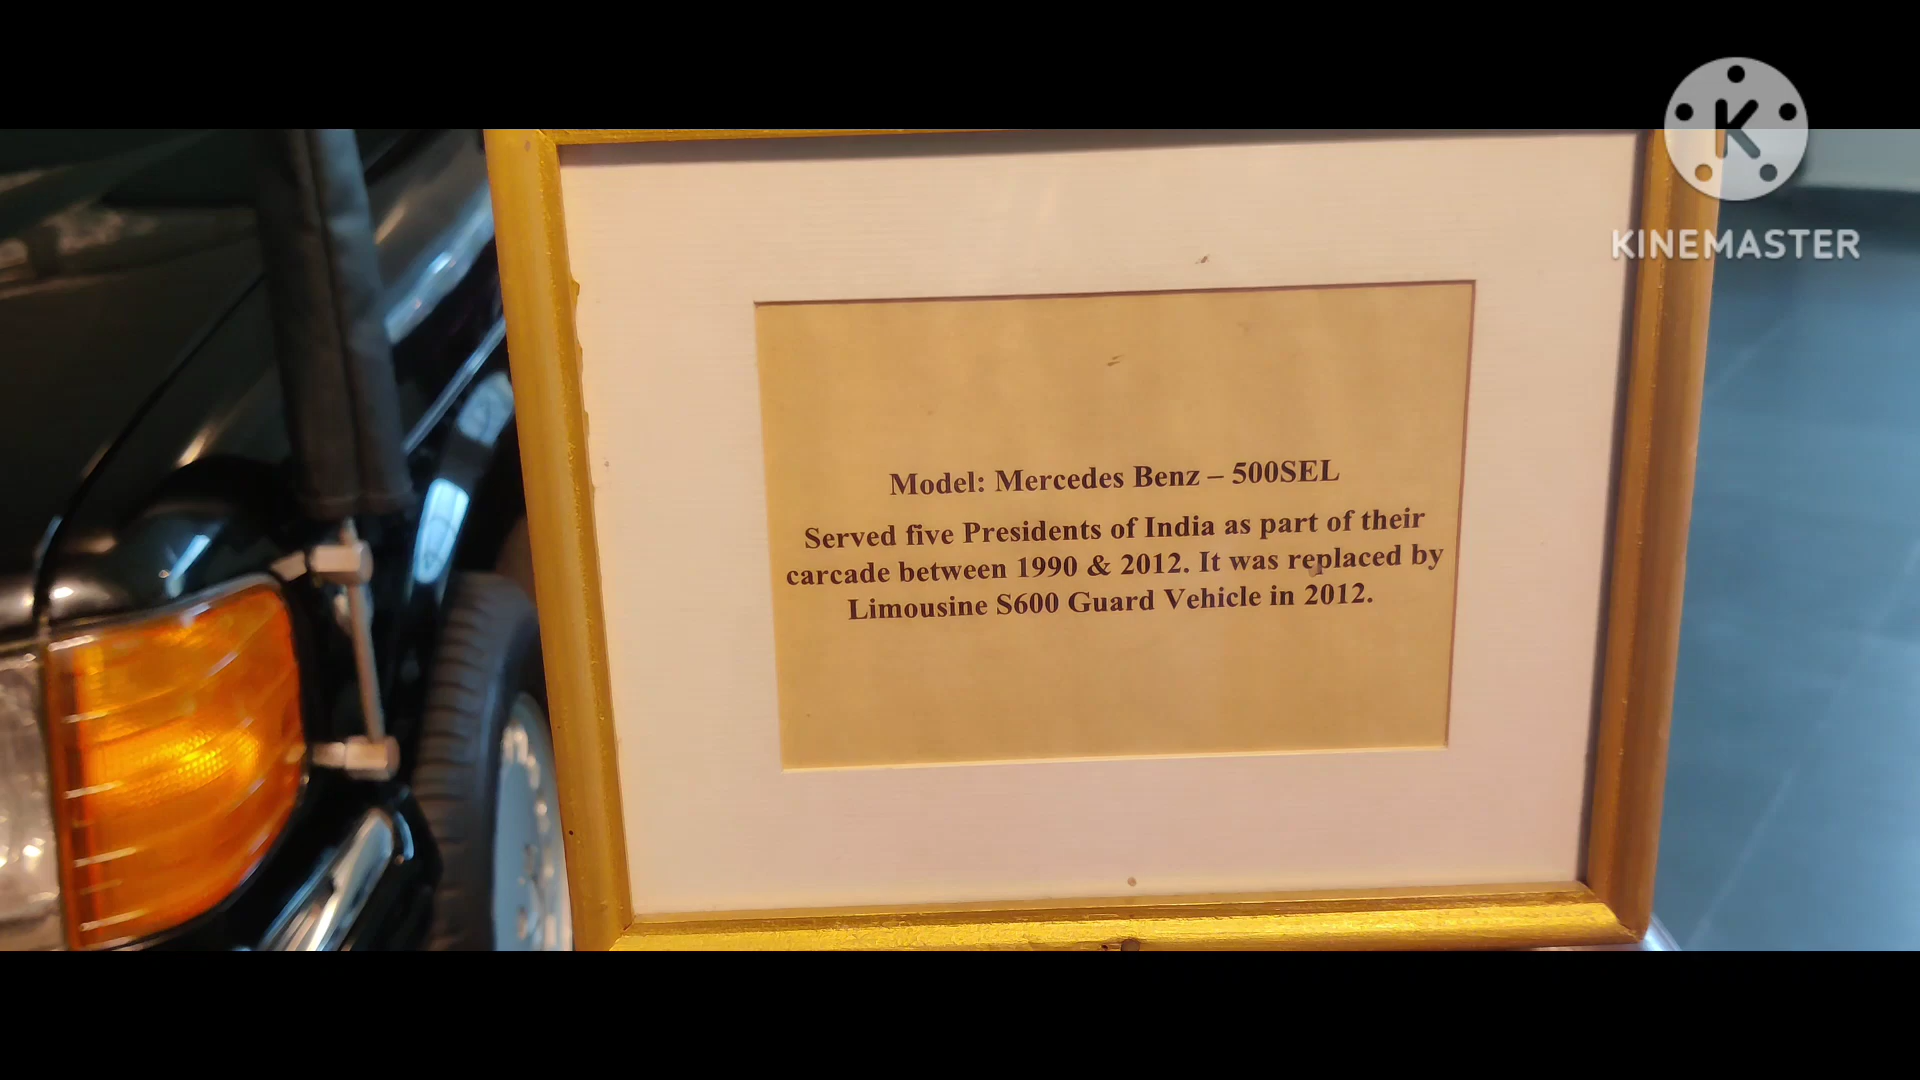 K
KINEMASTER
Model: Mercedes Benz – 500SEL
Served five Presidents of India as part of their
carcade between 1990 & 2012. It was replaced by
Limousine S600 Guard Vehicle in 2012.